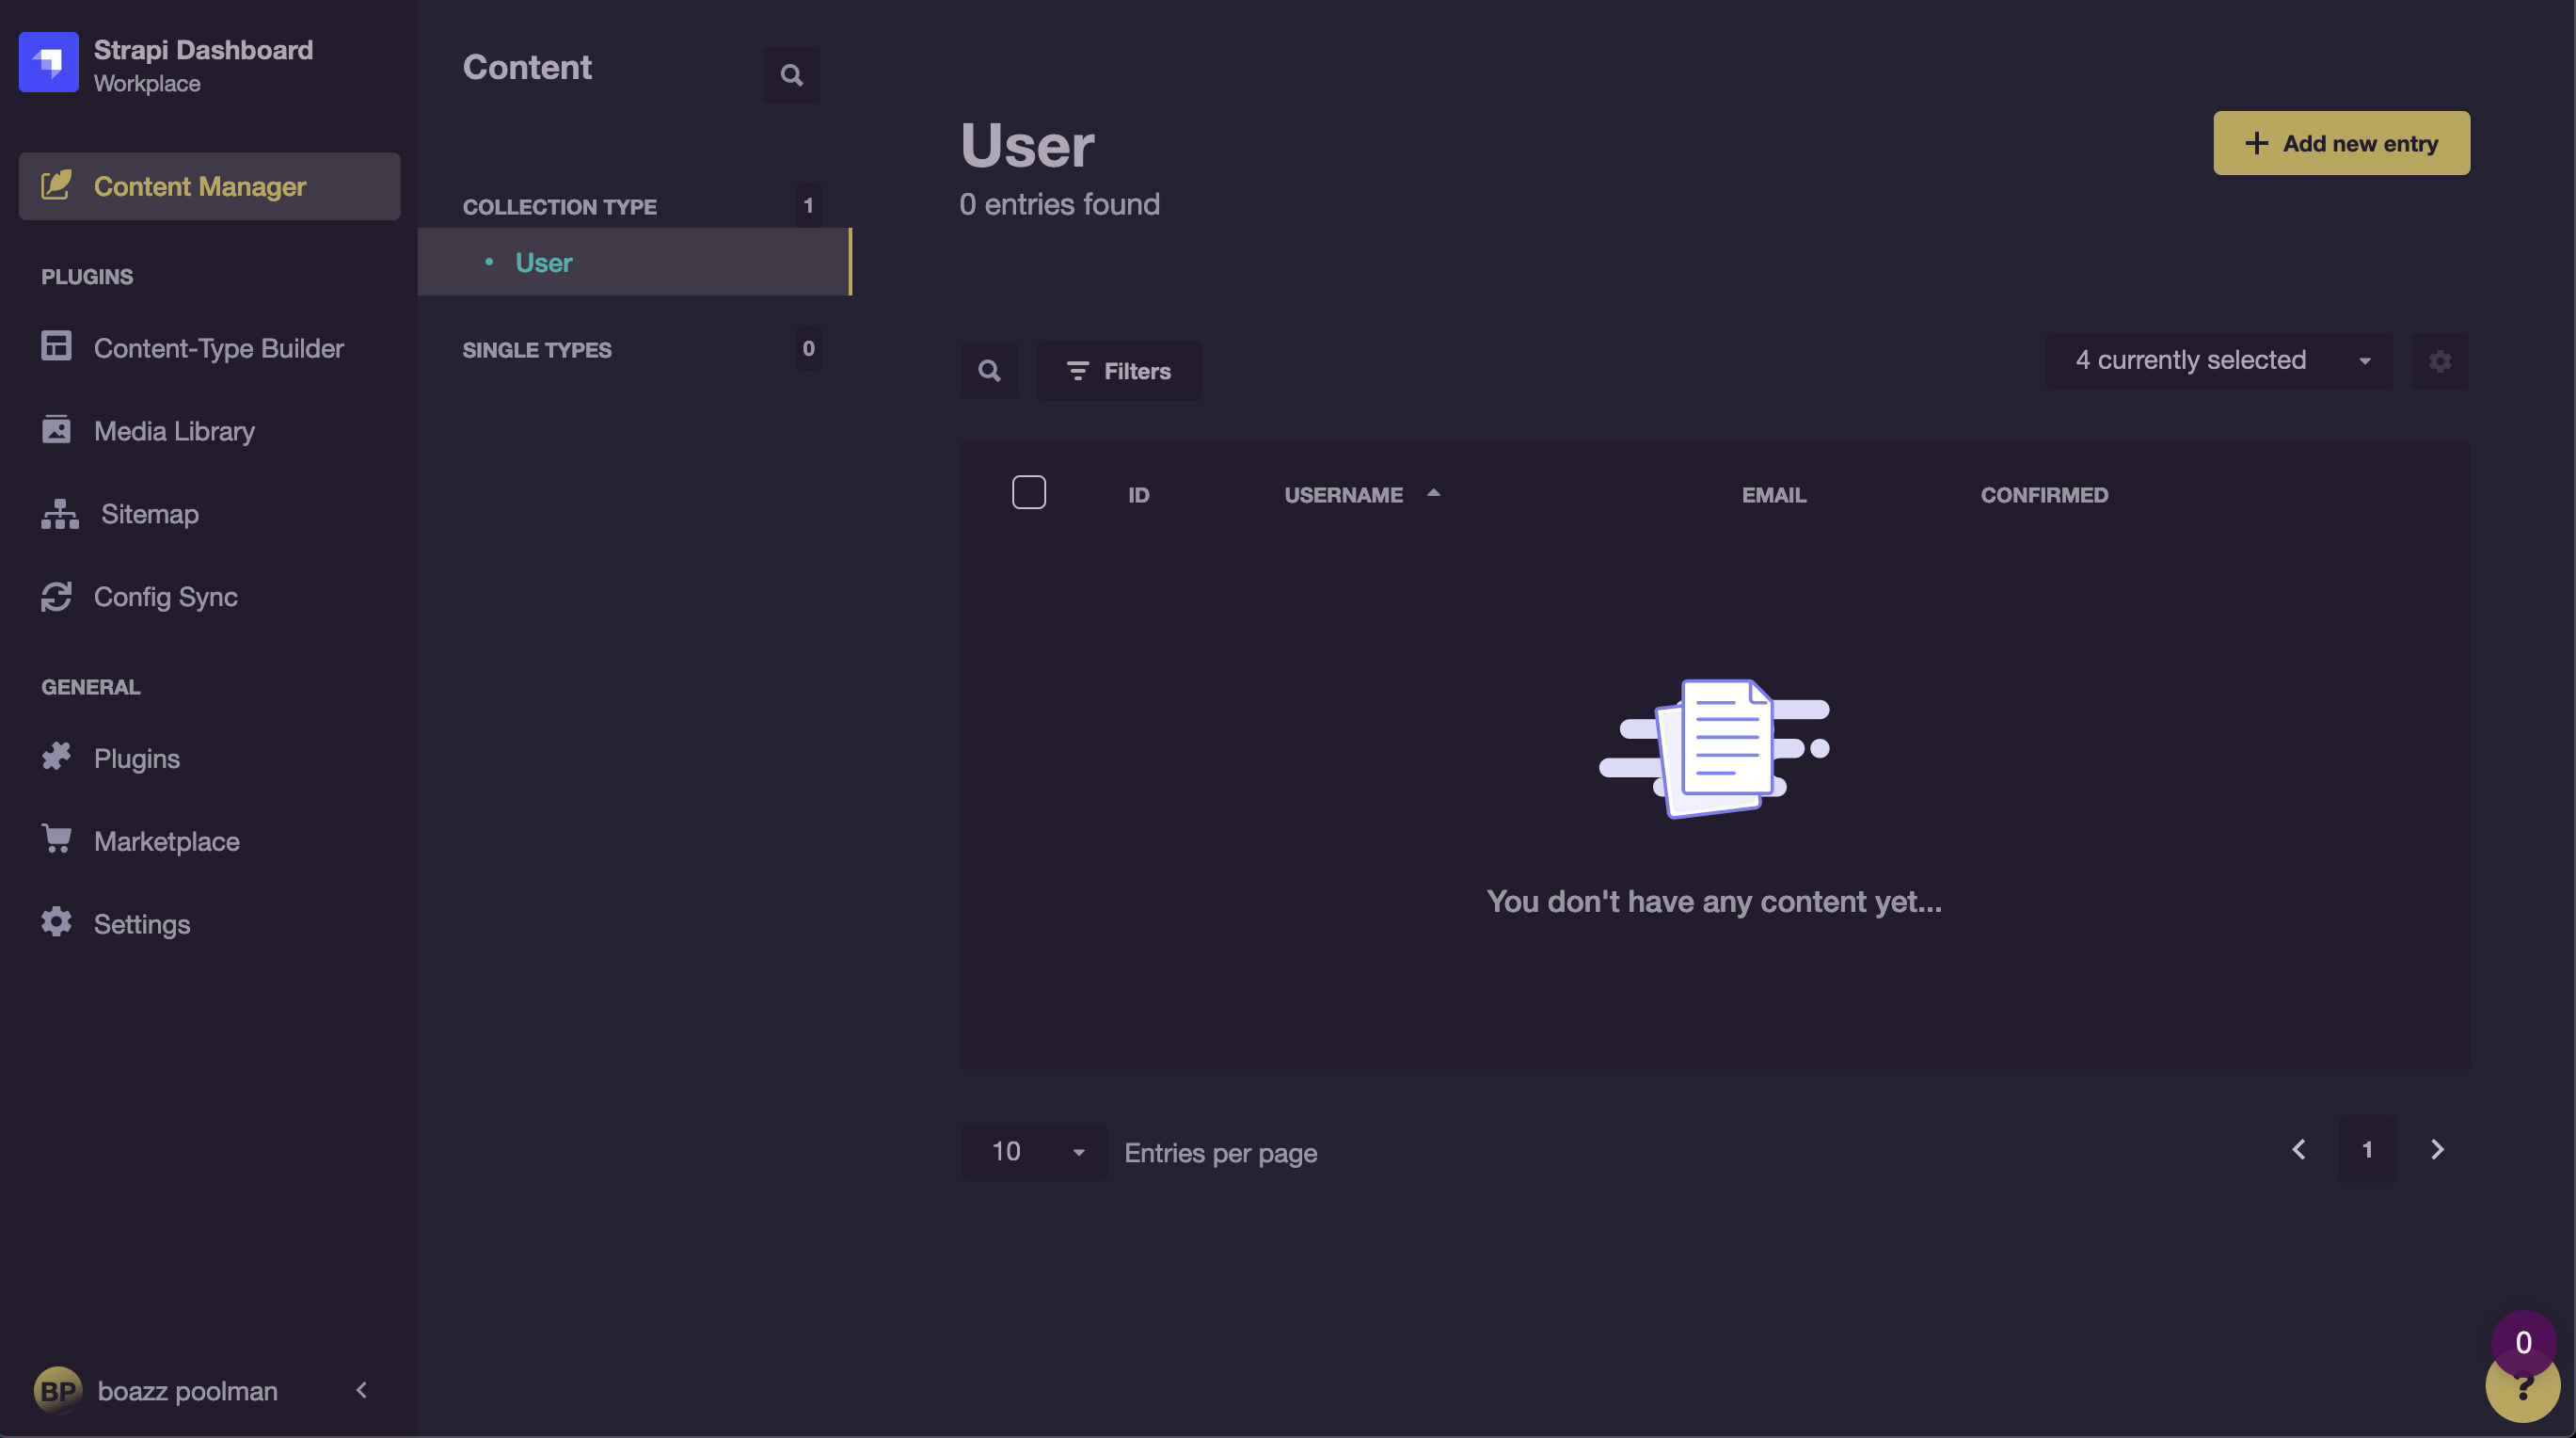 Strapi Dashboard
Workplace
Content Manager
PLUGINS
Content-Type Builder
Media Library
Sitemap
Config Sync
GENERAL
Plugins
Marketplace
Settings
BP boazz poolman
Content
COLLECTION TYPE 1
User
SINGLE TYPES 0
User
0 entries found
Add new entry
Filters
4 currently selected
ID USERNAME EMAIL CONFIRMED
You don't have any content yet...
10 Entries per page
1
0
?